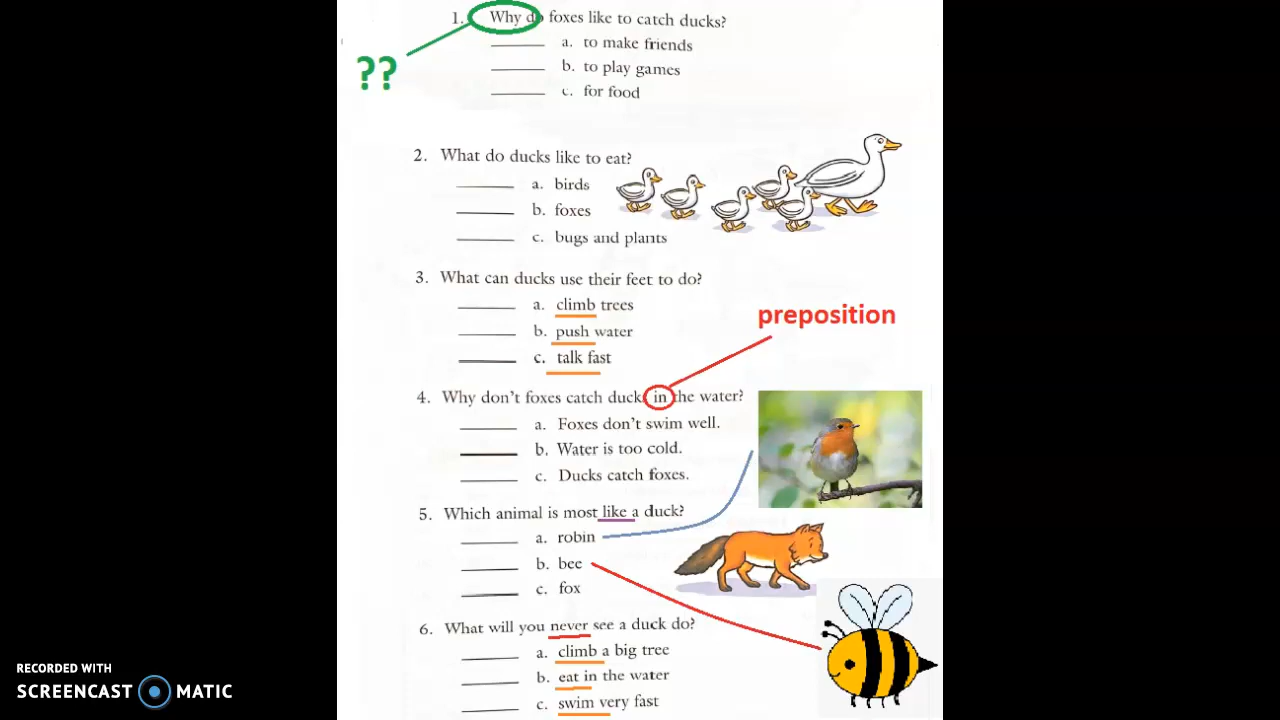 1. Why do foxes like to catch ducks?
??
a. to make friends
b. to play games
c. for food
2. What do ducks like to eat?
a. birds
b. foxes
c. bugs and plants
3. What can ducks use their feet to do?
a. climb trees
b. push water
c. talk fast
preposition
4. Why don't foxes catch ducks in the water?
a. Foxes don't swim well.
b. Water is too cold.
c. Ducks catch foxes.
5. Which animal is most like a duck?
a. robin
b. bee
c. fox
6. What will you never see a duck do?
a. climb a big tree
b. eat in the water
c. swim very fast
RECORDED WITH
SCREENCAST MATIC